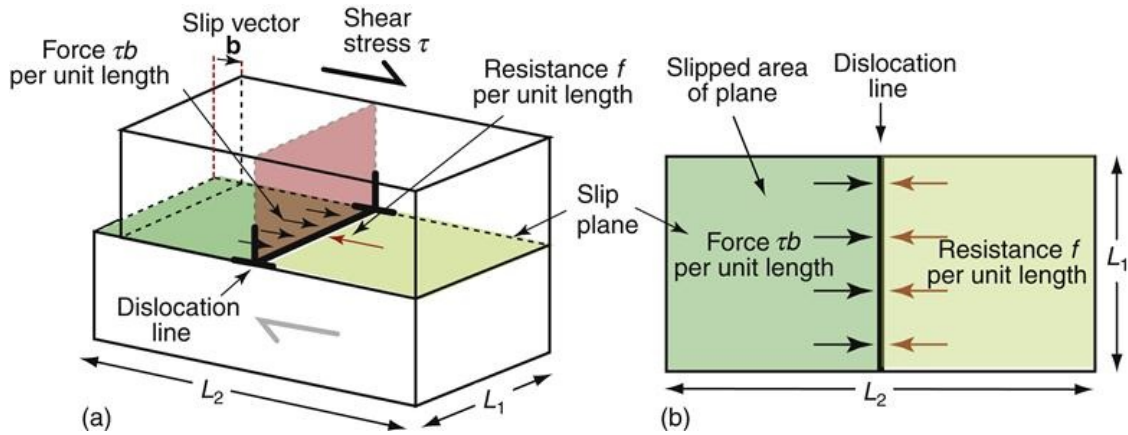 Slip vector
b
Force τb
per unit length
Shear
stress τ
Resistance f
per unit length
Dislocation
line
L2
L1
(a)
Slipped area
of plane
Dislocation
line
Slip
plane
Force τb
per unit length
Resistance f
per unit length
L1
L2
(b)